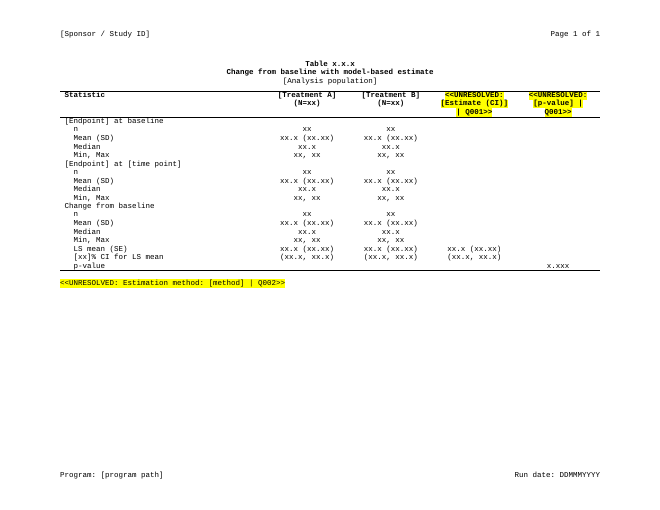 [Sponsor / Study ID] Page 1 of 1
Table x.x.x
Change from baseline with model-based estimate
[Analysis population]
Statistic [Treatment A] [Treatment B] <<UNRESOLVED: <<UNRESOLVED:
(N=xx) (N=xx) [Estimate (CI)] [p-value] |
| Q001>> Q001>>
[Endpoint] at baseline
n xx xx
Mean (SD) xx.x (xx.xx) xx.x (xx.xx)
Median xx.x xx.x
Min, Max xx, xx xx, xx
[Endpoint] at [time point]
n xx xx
Mean (SD) xx.x (xx.xx) xx.x (xx.xx)
Median xx.x xx.x
Min, Max xx, xx xx, xx
Change from baseline
n xx xx
Mean (SD) xx.x (xx.xx) xx.x (xx.xx)
Median xx.x xx.x
Min, Max xx, xx xx, xx
LS mean (SE) xx.x (xx.xx) xx.x (xx.xx) xx.x (xx.xx)
[xx]% CI for LS mean (xx.x, xx.x) (xx.x, xx.x) (xx.x, xx.x)
p-value x.xxx
<<UNRESOLVED: Estimation method: [method] | Q002>>
Program: [program path] Run date: DDMMMYYYY